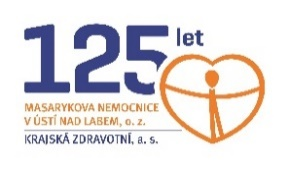 125 let
MASARYKOVA NEMOCNICE
V ÚSTÍ NAD LABEM, o. z.
KRAJSKÁ ZDRAVOTNÍ, a. s.